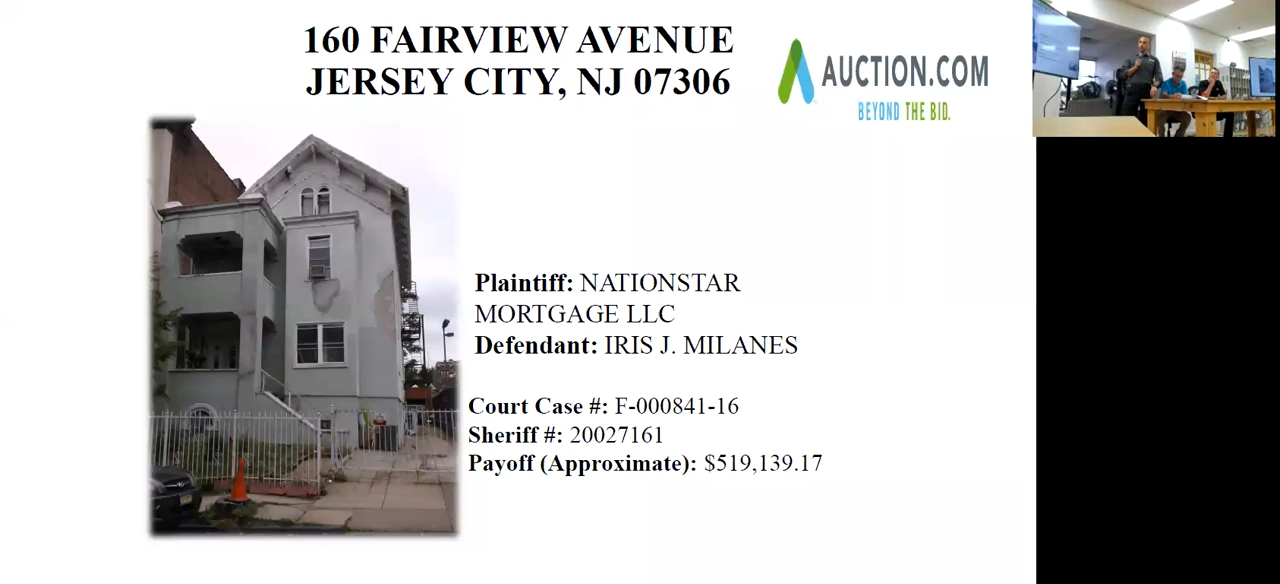 160 FAIRVIEW AVENUE
JERSEY CITY, NJ 07306
AUCTION.COM
BEYOND THE BID.
Plaintiff: NATIONSTAR
MORTGAGE LLC
Defendant: IRIS J. MILANES
Court Case #: F-000841-16
Sheriff #: 20027161
Payoff (Approximate): $519,139.17